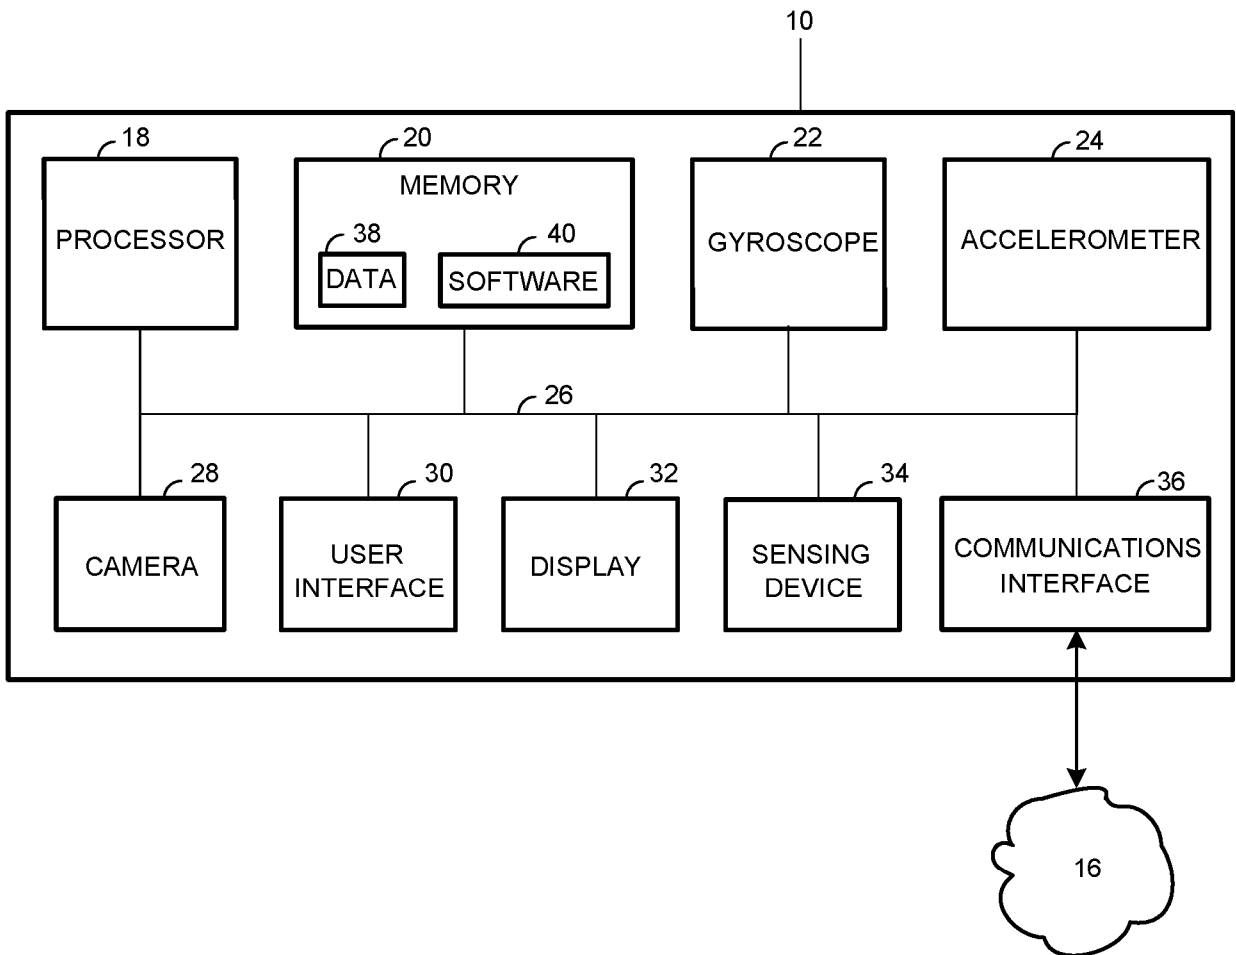 10
18
20
22
24
PROCESSOR
MEMORY
38
DATA
40
SOFTWARE
GYROSCOPE
ACCELEROMETER
26
28
30
32
34
36
CAMERA
USER
INTERFACE
DISPLAY
SENSING
DEVICE
COMMUNICATIONS
INTERFACE
16